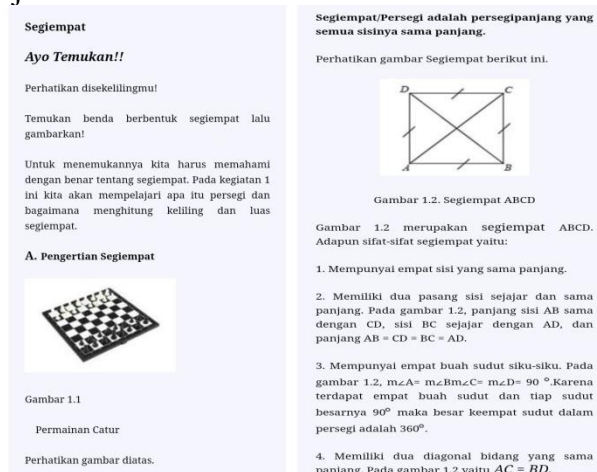 Segiempat
Ayo Temukan!!
Perhatikan disekelilingmu!
Temukan benda berbentuk segiempat lalu
gambarkan!
Untuk menemukannya kita harus memahami
dengan benar tentang segiempat. Pada kegiatan 1
ini kita akan mempelajari apa itu persegi dan
bagaimana menghitung keliling dan luas
segiempat.
A. Pengertian Segiempat
Gambar 1.1
Permainan Catur
Perhatikan gambar diatas.
Segiempat/Persegi adalah persegipanjang yang
semua sisinya sama panjang.
Perhatikan gambar Segiempat berikut ini.
D C
A B
Gambar 1.2. Segiempat ABCD
Gambar 1.2 merupakan segiempat ABCD.
Adapun sifat-sifat segiempat yaitu:
1. Mempunyai empat sisi yang sama panjang.
2. Memiliki dua pasang sisi sejajar dan sama
panjang. Pada gambar 1.2, panjang sisi AB sama
dengan CD, sisi BC sejajar dengan AD, dan
panjang AB = CD = BC = AD.
3. Mempunyai empat buah sudut siku-siku. Pada
gambar 1.2, m∠A= m∠Bm∠C= m∠D= 90 °.Karena
terdapat empat buah sudut dan tiap sudut
besarnya 90° maka besar keempat sudut dalam
persegi adalah 360°.
4. Memiliki dua diagonal bidang yang sama
panjang. Pada gambar 1.2 yaitu AC = BD.